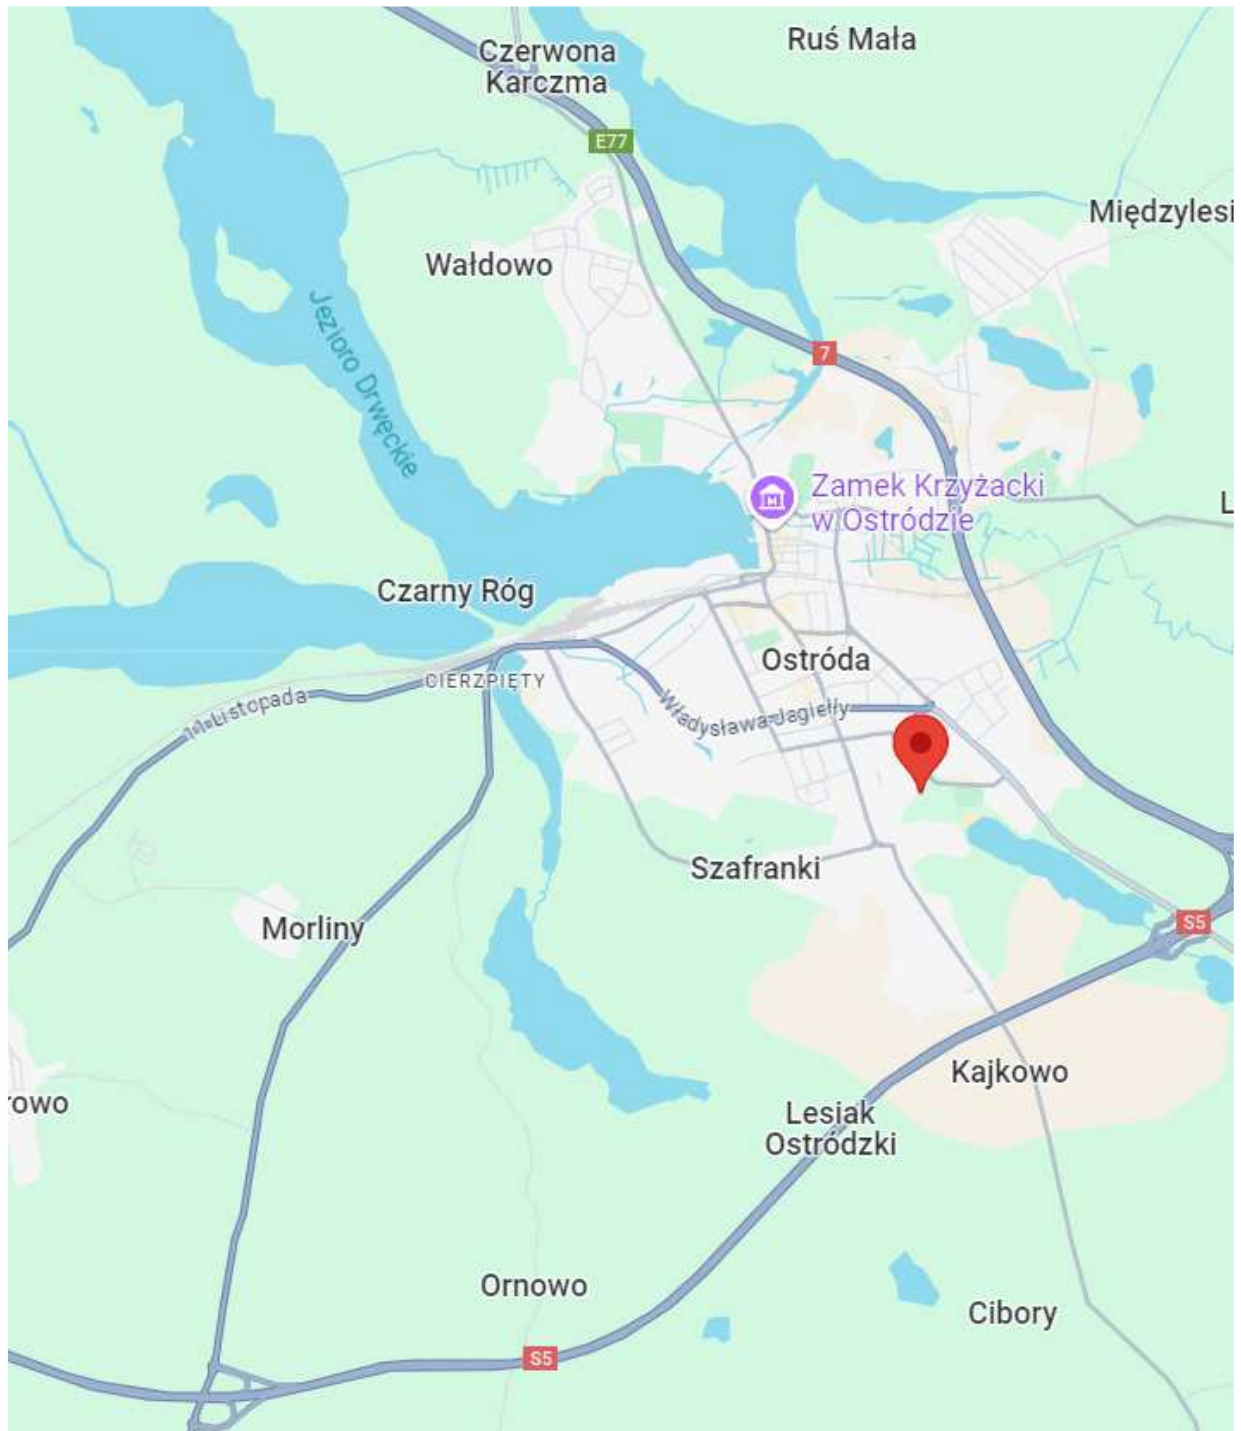 Ruś Mała
Czerwona
Karczma
E77
Międzylesi
Wałdowo
Jezioro Drwęckie
7
Zamek Krzyżacki
w Ostródzie
L
Czarny Róg
Ostróda
CIERZPIĘTY
11-Listopada
Władysława-Jagiełły
Szafranki
Morliny
S5
Kajkowo
rowo
Lesiak
Ostródzki
Ornowo
Cibory
S5